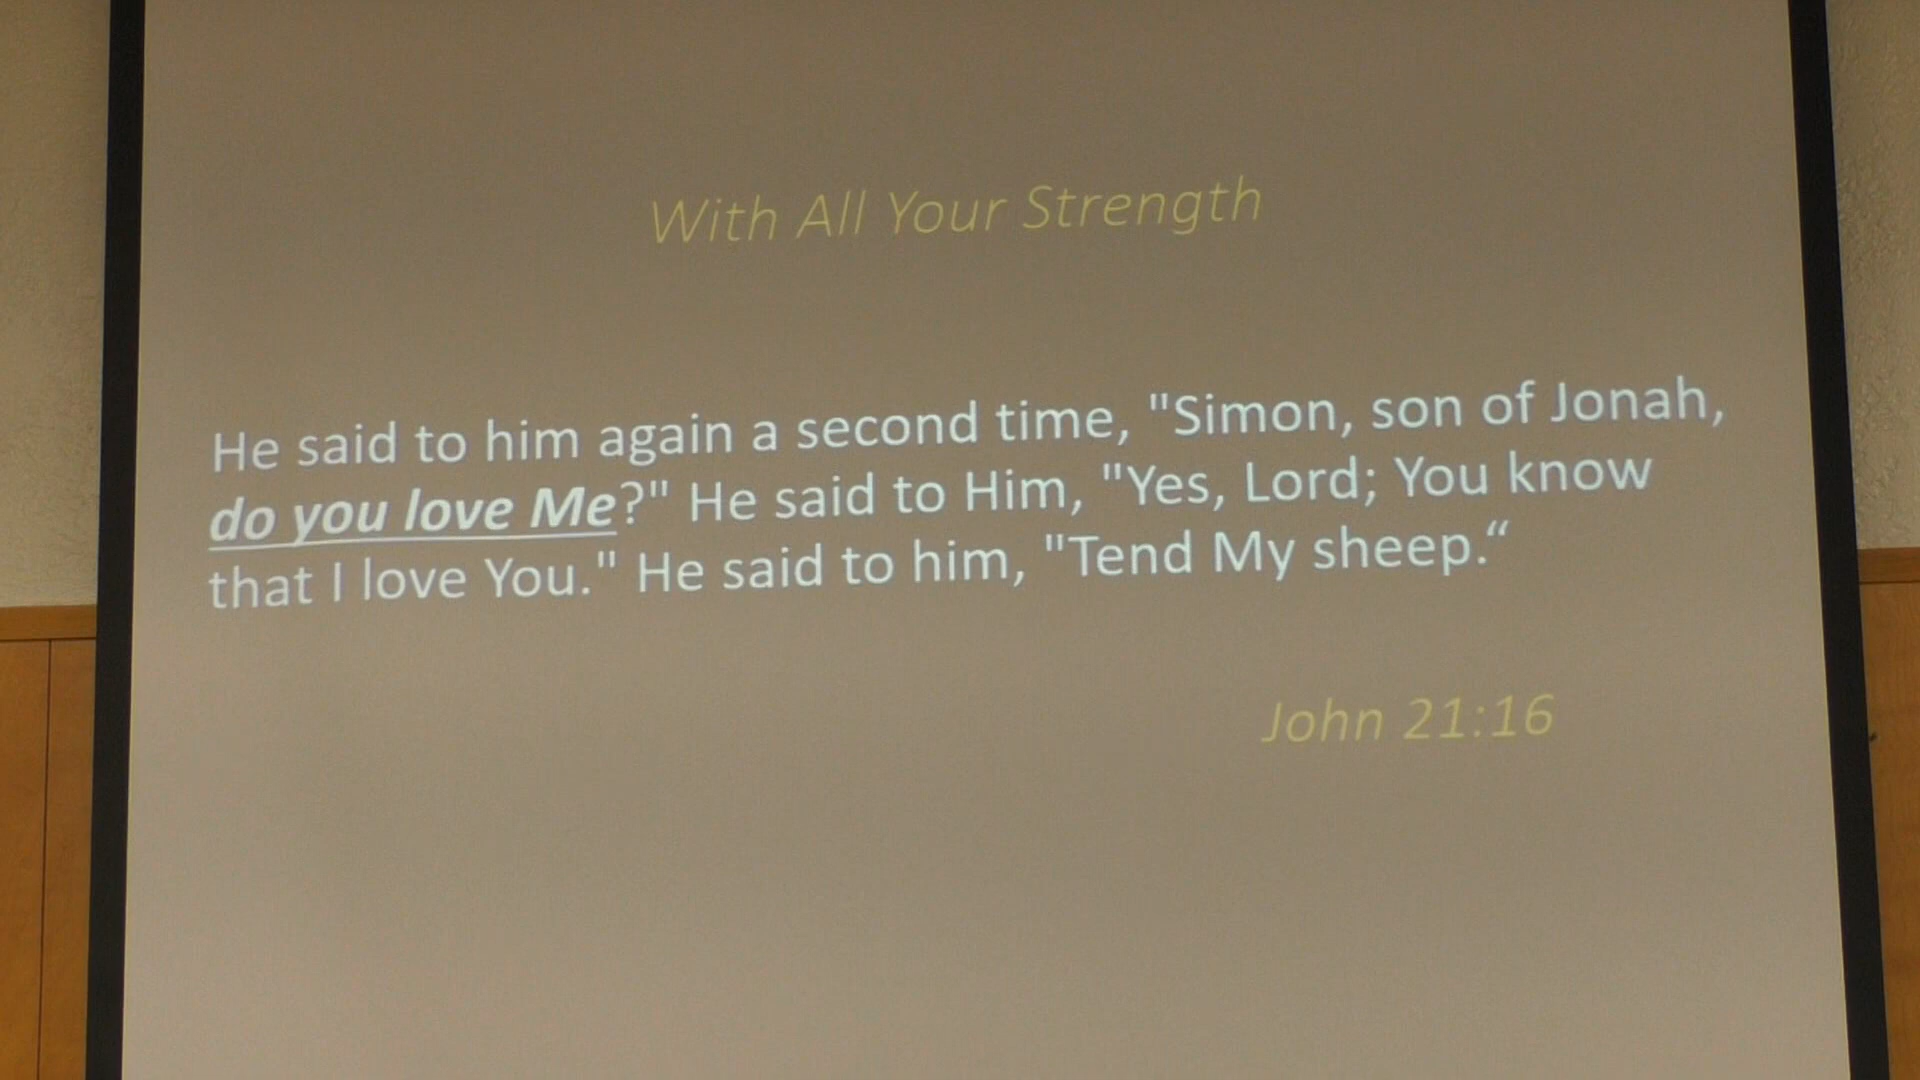 With All Your Strength
He said to him again a second time, "Simon, son of Jonah,
do you love Me?" He said to Him, "Yes, Lord; You know
that I love You." He said to him, "Tend My sheep.“
John 21:16